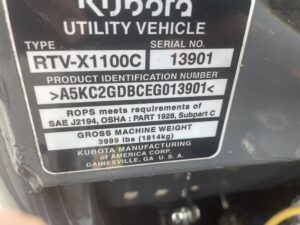 Kubota
UTILITY VEHICLE
TYPE SERIAL NO.
RTV-X1100C 13901
PRODUCT IDENTIFICATION NUMBER
>A5KC2GDBCEG013901<
ROPS meets requirements of
SAE J2194, OSHA : PART 1928, Subpart C
GROSS MACHINE WEIGHT
3999 lbs (1814kg)
KUBOTA MANUFACTURING
of AMERICA CORP.
GAINESVILLE, GA U. S. A.